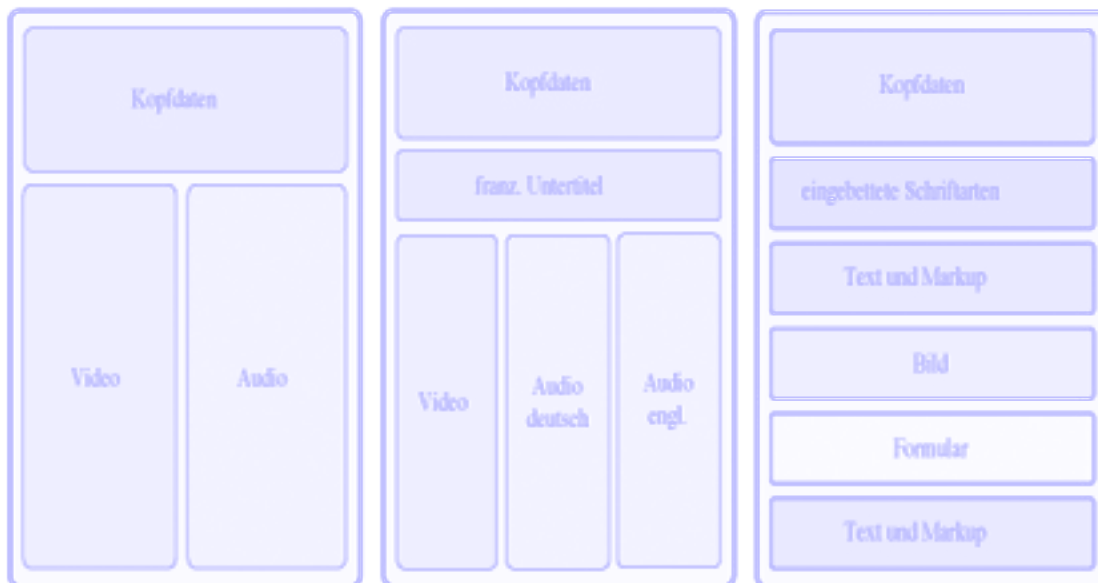 Kopfdaten
Video
Audio
Kopfdaten
franz. Untertitel
Video
Audio
deutsch
Audio
engl.
Kopfdaten
eingebettete Schriftarten
Text und Markup
Bild
Formular
Text und Markup